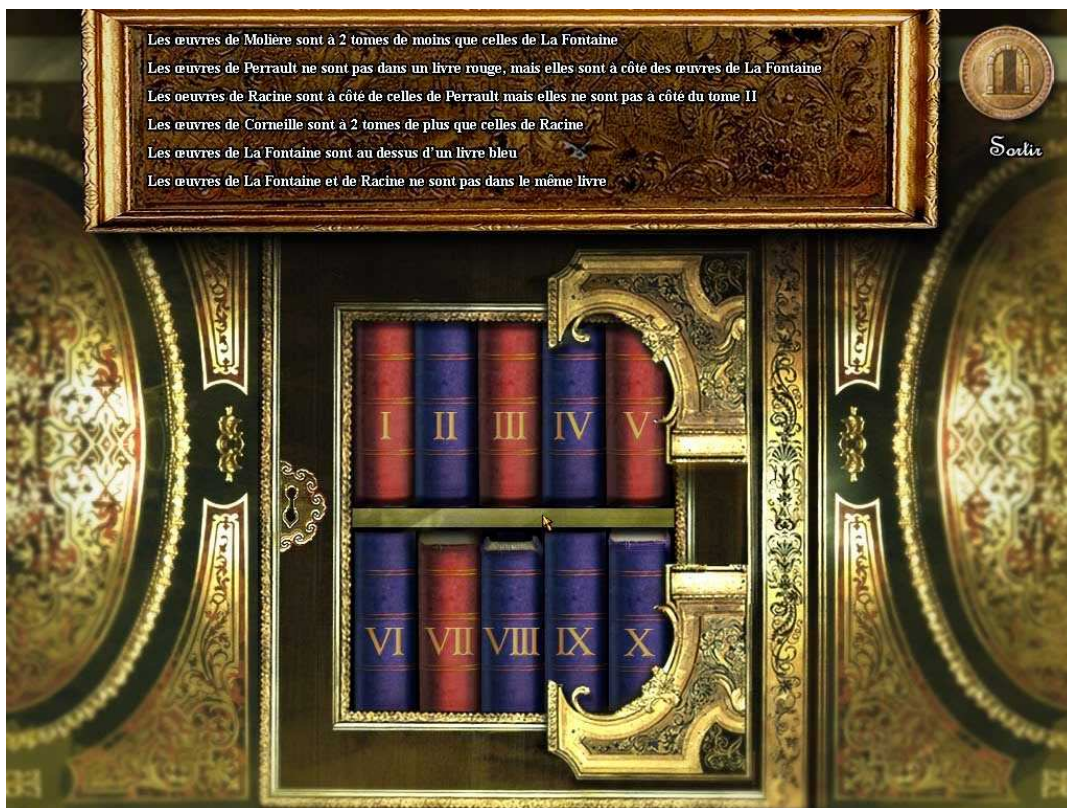 Les œuvres de Molière sont à 2 tomes de moins que celles de La Fontaine
Les œuvres de Perrault ne sont pas dans un livre rouge, mais elles sont à côté des œuvres de La Fontaine
Les oeuvres de Racine sont à côté de celles de Perrault mais elles ne sont pas à côté du tome II
Les œuvres de Corneille sont à 2 tomes de plus que celles de Racine
Les œuvres de La Fontaine sont au dessus d'un livre bleu
Les œuvres de La Fontaine et de Racine ne sont pas dans le même livre
Sortir
I II III IV V
VI VII VIII IX X